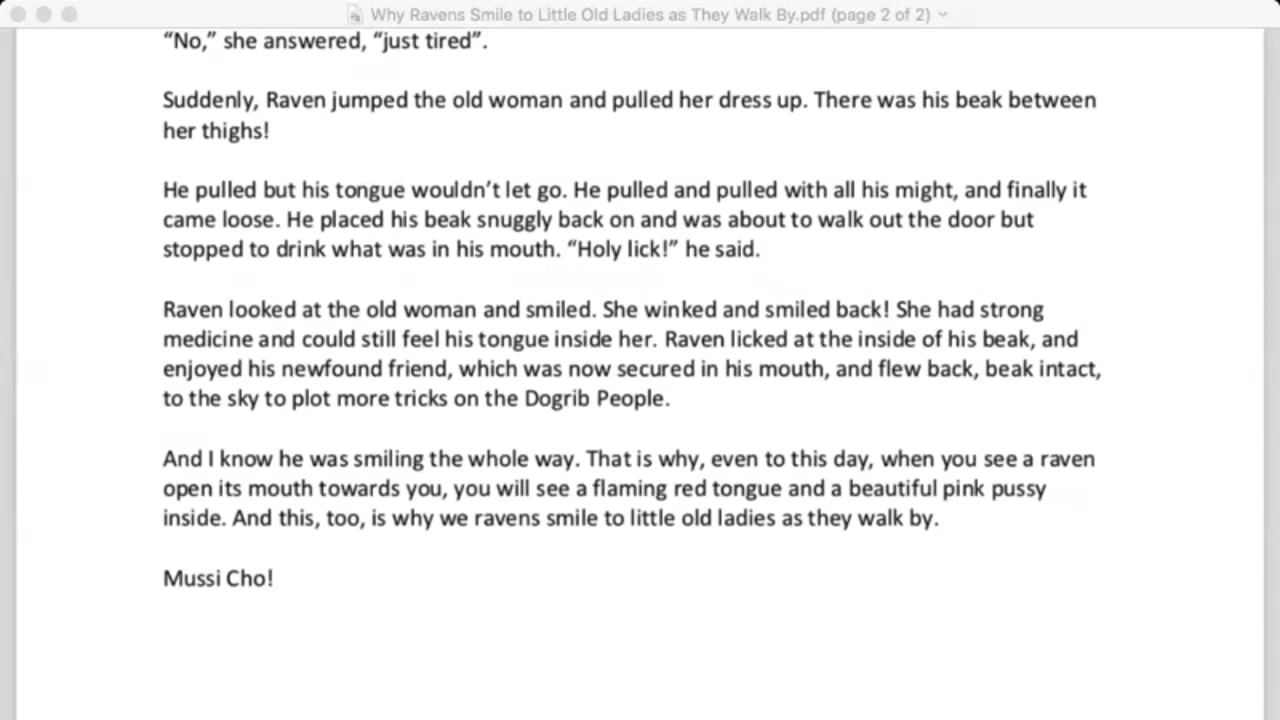 Why Ravens Smile to Little Old Ladies as They Walk By.pdf (page 2 of 2)
“No,” she answered, “just tired”.
Suddenly, Raven jumped the old woman and pulled her dress up. There was his beak between
her thighs!
He pulled but his tongue wouldn’t let go. He pulled and pulled with all his might, and finally it
came loose. He placed his beak snuggly back on and was about to walk out the door but
stopped to drink what was in his mouth. “Holy lick!” he said.
Raven looked at the old woman and smiled. She winked and smiled back! She had strong
medicine and could still feel his tongue inside her. Raven licked at the inside of his beak, and
enjoyed his newfound friend, which was now secured in his mouth, and flew back, beak intact,
to the sky to plot more tricks on the Dogrib People.
And I know he was smiling the whole way. That is why, even to this day, when you see a raven
open its mouth towards you, you will see a flaming red tongue and a beautiful pink pussy
inside. And this, too, is why we ravens smile to little old ladies as they walk by.
Mussi Cho!